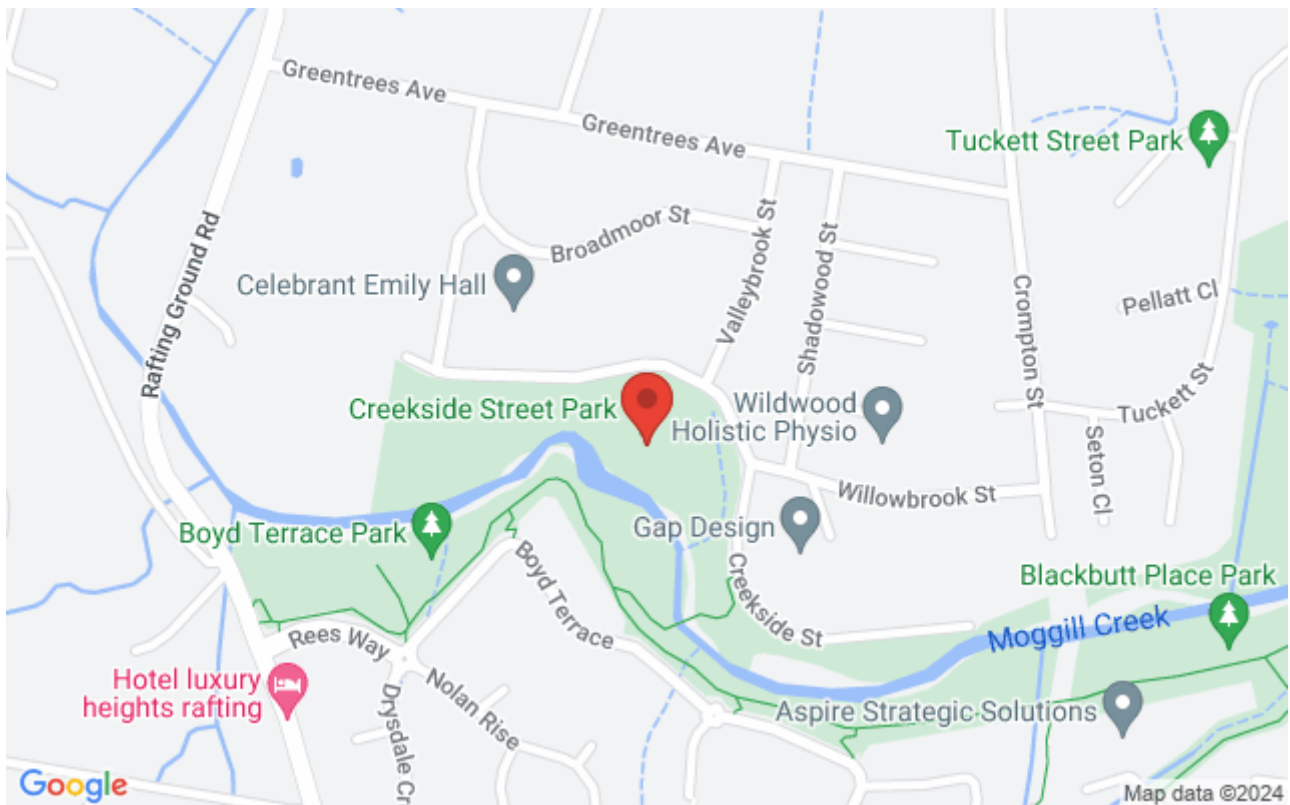 Greentrees Ave
Greentrees Ave
Tuckett Street Park
Rafting Ground Rd
Broadmoor St
Valleybrook St
Shadowood St
Celebrant Emily Hall
Crompton St
Pellatt Cl
Tuckett St
Creekside Street Park
Wildwood
Holistic Physio
Seton Cl
Willowbrook St
Boyd Terrace Park
Gap Design
Boyd Terrace
Creekside St
Blackbutt Place Park
Moggill Creek
Rees Way
Hotel luxury
heights rafting
Drysdale Cr
Nolan Rise
Aspire Strategic Solutions
Google
Map data ©2024